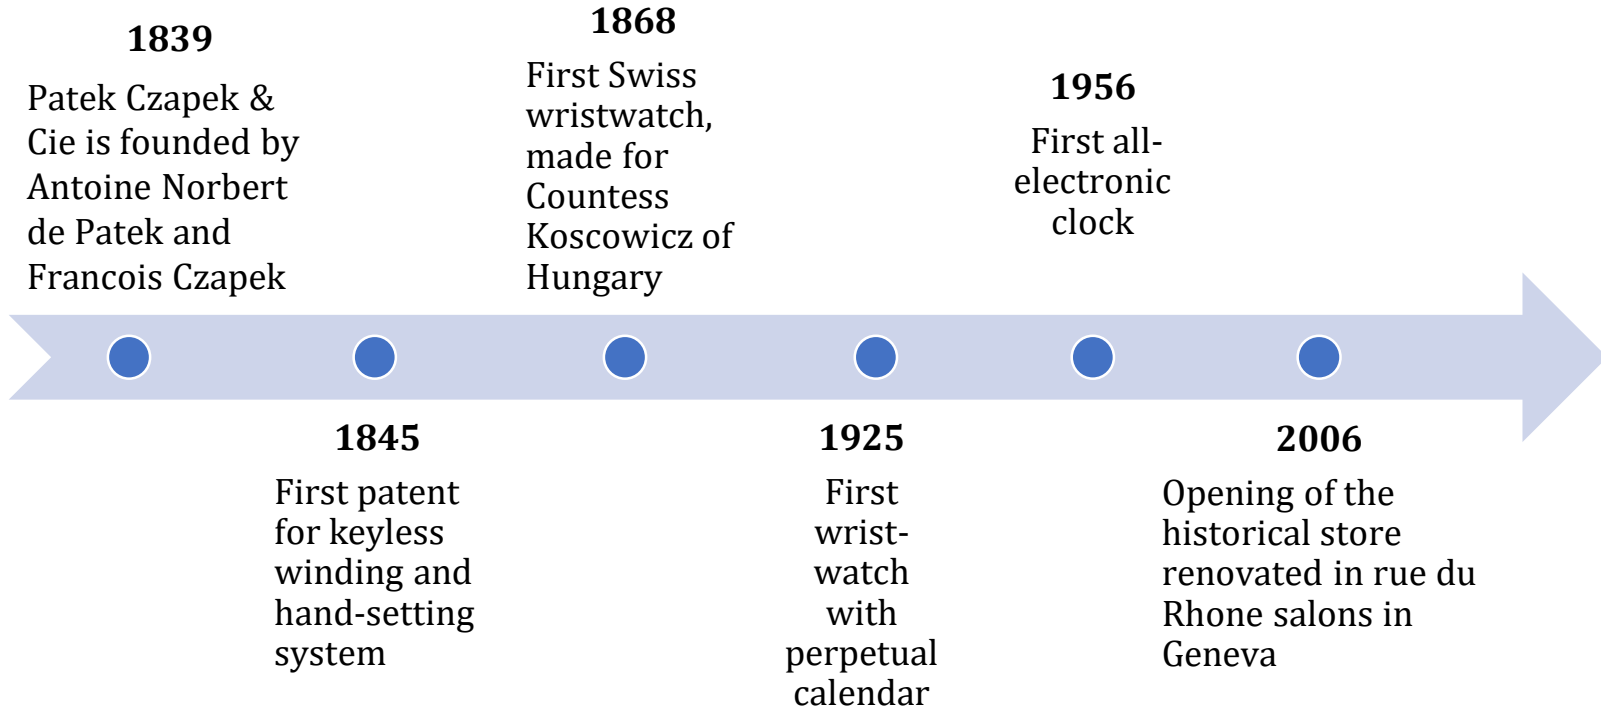 1839
Patek Czapek &
Cie is founded by
Antoine Norbert
de Patek and
Francois Czapek
1845
First patent
for keyless
winding and
hand-setting
system
1868
First Swiss
wristwatch,
made for
Countess
Koscowicz of
Hungary
1925
First
wrist-
watch
with
perpetual
calendar
1956
First all-
electronic
clock
2006
Opening of the
historical store
renovated in rue du
Rhone salons in
Geneva